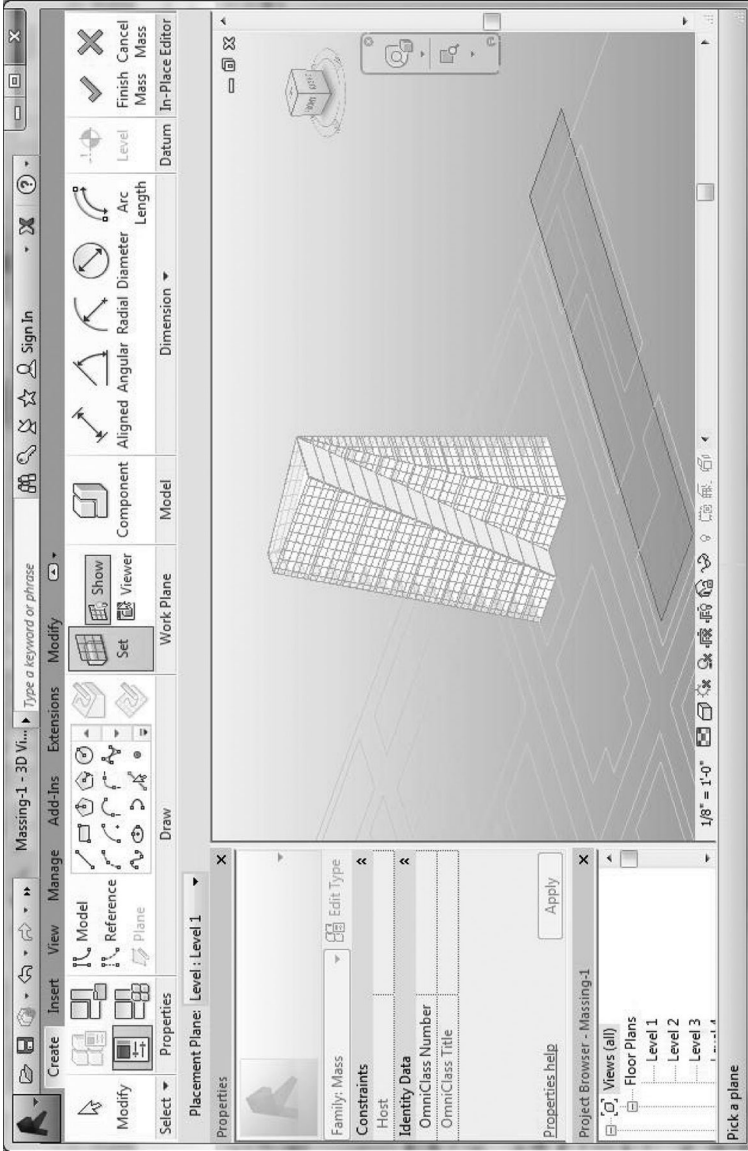 Massing-1 - 3D Vi...
Type a keyword or phrase
Sign In
Create Insert View Manage Add-Ins Extensions Modify
Modify
Model
Reference
Plane
Set
Show
Viewer
Component
Aligned Angular Radial Diameter Arc Length
Level
Finish Mass
Cancel Mass
Select Properties Draw Work Plane Model Dimension Datum In-Place Editor
Placement Plane: Level : Level 1
Properties
Family: Mass
Edit Type
Constraints
Host
Identity Data
OmniClass Number
OmniClass Title
Properties help
Apply
Project Browser - Massing-1
Views (all)
Floor Plans
Level 1
Level 2
Level 3
1/8" = 1'-0"
Pick a plane